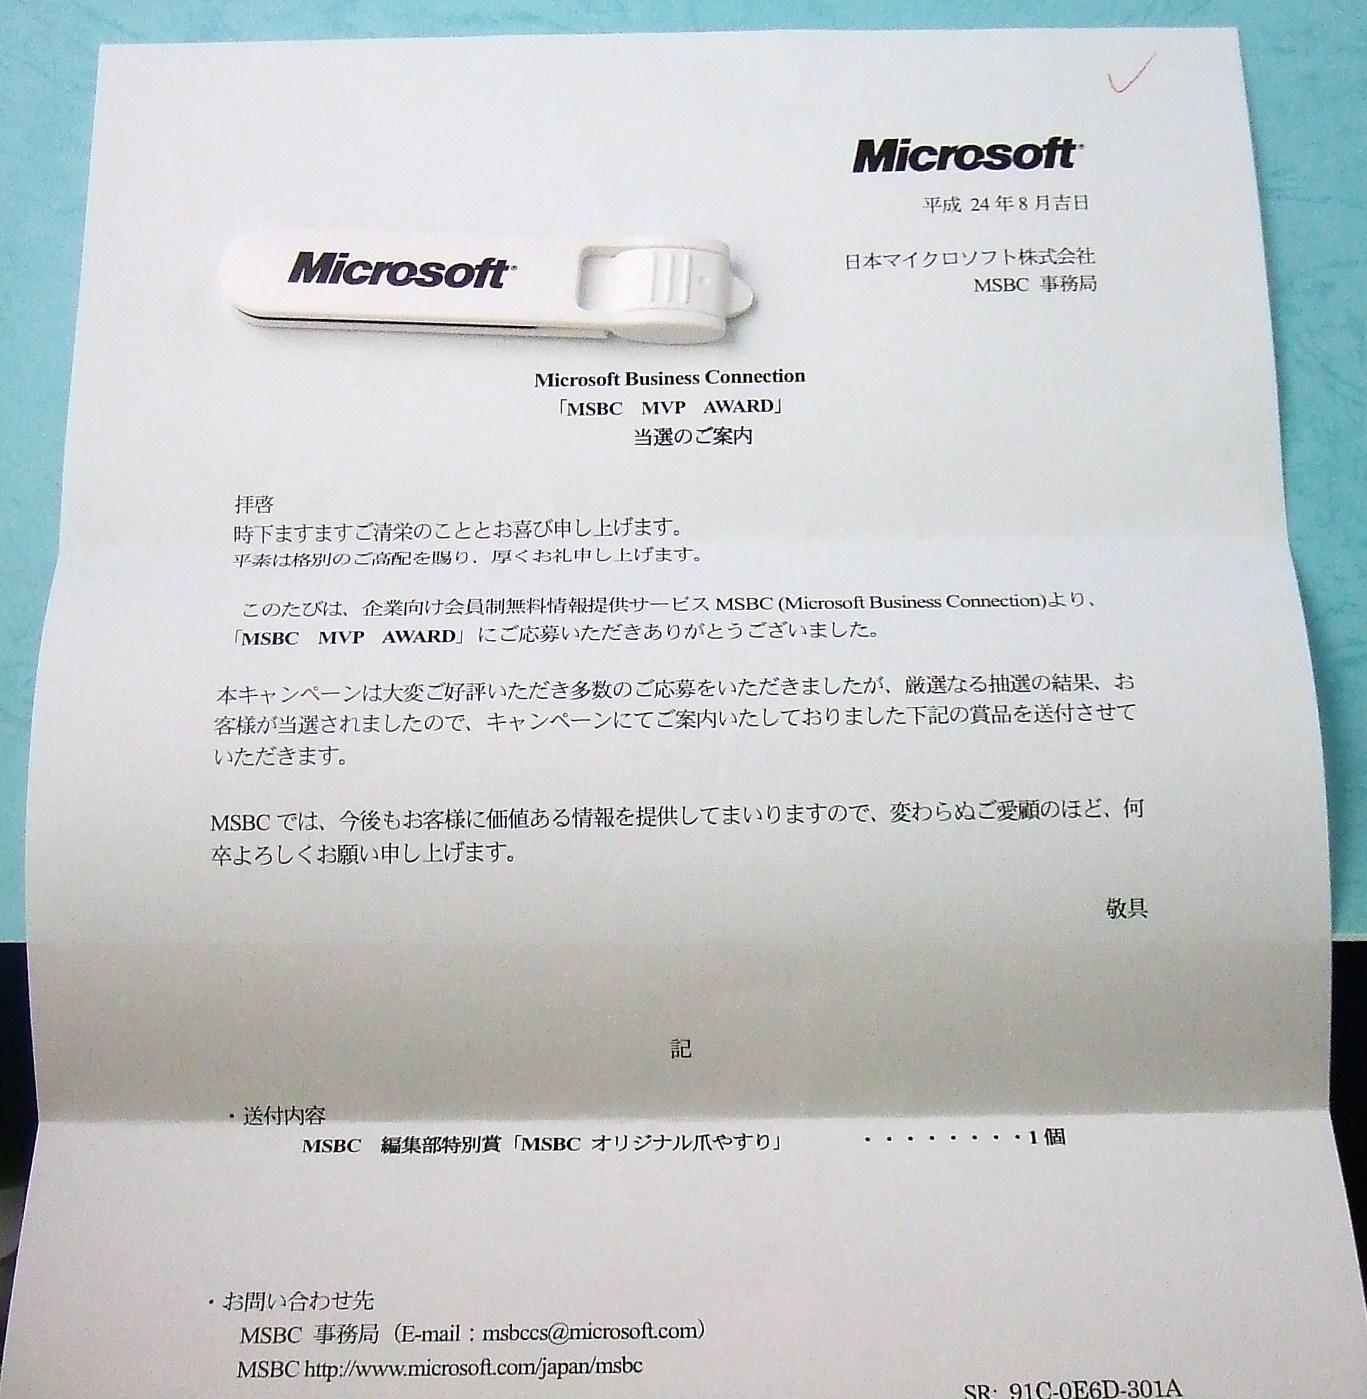 Microsoft
平成 24 年 8 月吉日
日本マイクロソフト株式会社
MSBC 事務局
Microsoft
Microsoft Business Connection
「MSBC MVP AWARD」
当選のご案内
拝啓
時下ますますご清栄のこととお喜び申し上げます。
平素は格別のご高配を賜り、厚くお礼申し上げます。
このたびは、企業向け会員制無料情報提供サービス MSBC (Microsoft Business Connection)より、
「MSBC MVP AWARD」にご応募いただきありがとうございました。
本キャンペーンは大変ご好評いただき多数のご応募をいただきましたが、厳選なる抽選の結果、お
客様が当選されましたので、キャンペーンにてご案内いたしておりました下記の賞品を送付させて
いただきます。
MSBC では、今後もお客様に価値ある情報を提供してまいりますので、変わらぬご愛顧のほど、何
卒よろしくお願い申し上げます。
敬具
記
・送付内容
MSBC 編集部特別賞「MSBC オリジナル爪やすり」 ・・・・・・・・1 個
・お問い合わせ先
MSBC 事務局（E-mail：msbccs@microsoft.com）
MSBC http://www.microsoft.com/japan/msbc
SR: 91C-0E6D-301A